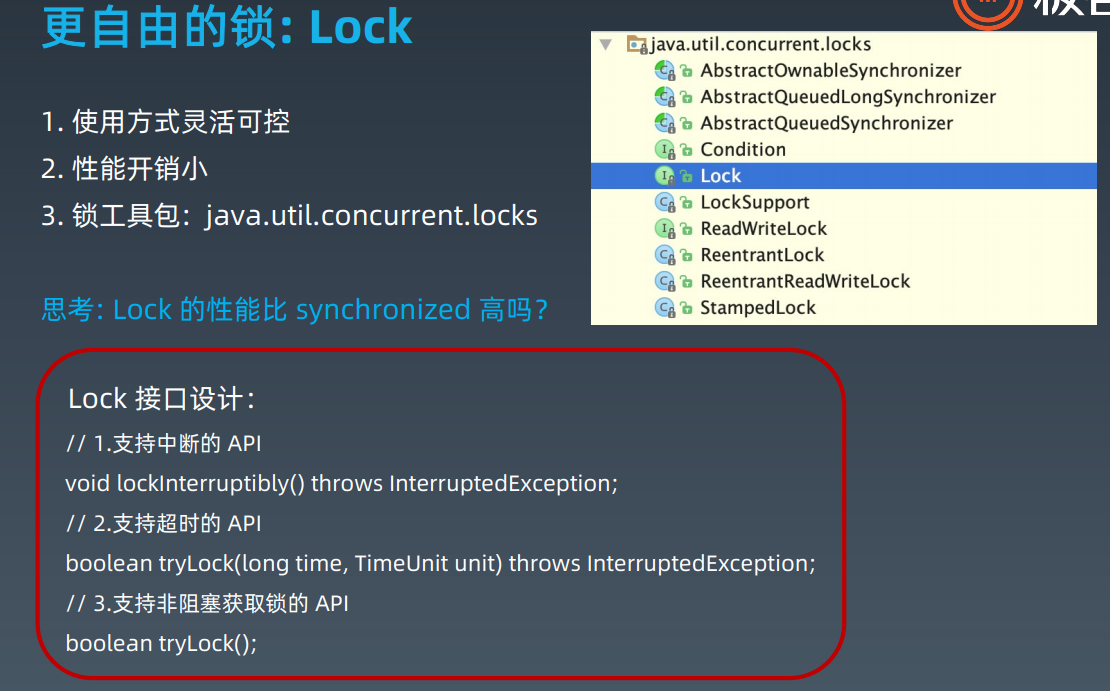 更自由的锁: Lock
1. 使用方式灵活可控
2. 性能开销小
3. 锁工具包：java.util.concurrent.locks
思考: Lock 的性能比 synchronized 高吗？
java.util.concurrent.locks
AbstractOwnableSynchronizer
AbstractQueuedLongSynchronizer
AbstractQueuedSynchronizer
Condition
Lock
LockSupport
ReadWriteLock
ReentrantLock
ReentrantReadWriteLock
StampedLock
Lock 接口设计：
// 1.支持中断的 API
void lockInterruptibly() throws InterruptedException;
// 2.支持超时的 API
boolean tryLock(long time, TimeUnit unit) throws InterruptedException;
// 3.支持非阻塞获取锁的 API
boolean tryLock();